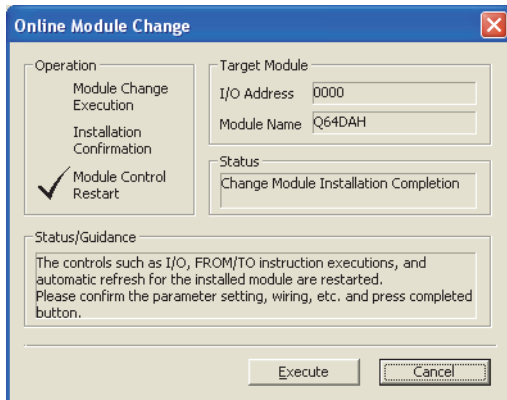 Online Module Change
Operation
Module Change
Execution
Installation
Confirmation
Module Control
Restart
Target Module
I/O Address 0000
Module Name Q64DAH
Status
Change Module Installation Completion
Status/Guidance
The controls such as I/O, FROM/TO instruction executions, and
automatic refresh for the installed module are restarted.
Please confirm the parameter setting, wiring, etc. and press completed
button.
Execute
Cancel